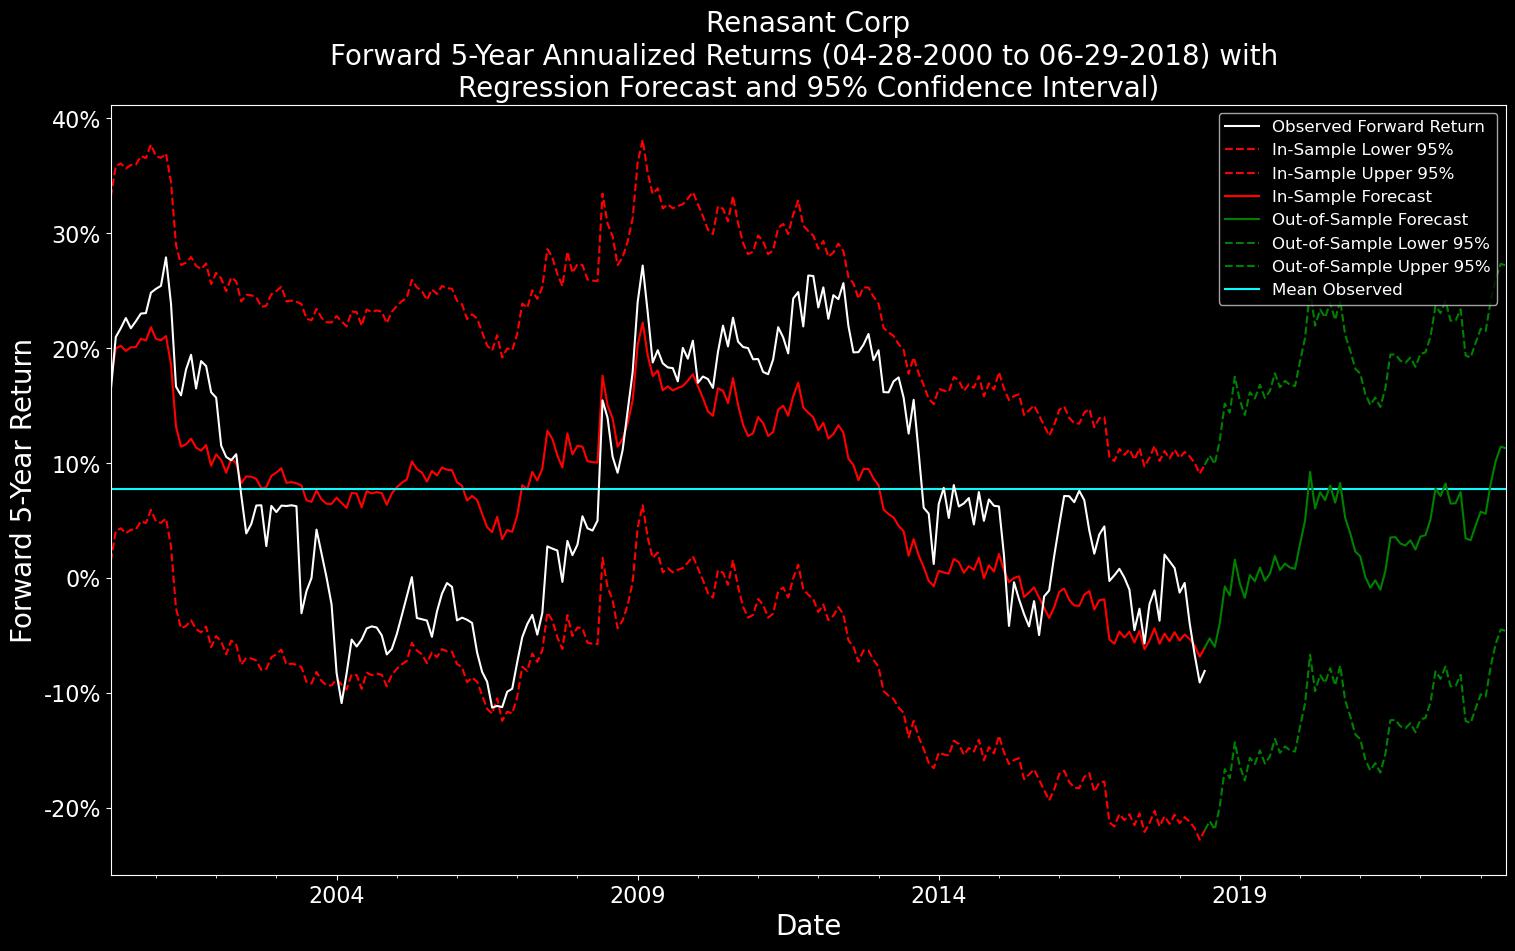 Renasant Corp
Forward 5-Year Annualized Returns (04-28-2000 to 06-29-2018) with
Regression Forecast and 95% Confidence Interval)
Forward 5-Year Return
40%
30%
20%
10%
0%
-10%
-20%
Observed Forward Return
In-Sample Lower 95%
In-Sample Upper 95%
In-Sample Forecast
Out-of-Sample Forecast
Out-of-Sample Lower 95%
Out-of-Sample Upper 95%
Mean Observed
2004
2009
2014
2019
Date